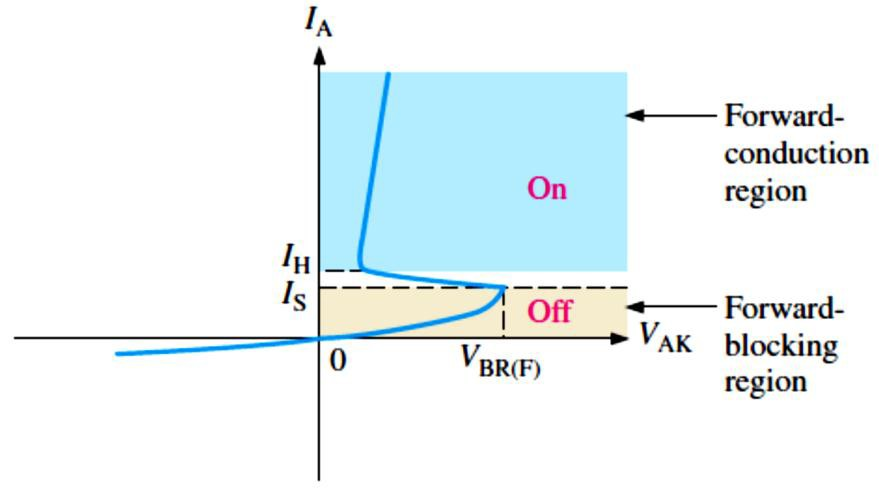 I_A
Forward-
conduction
region
On
I_H
I_S
Off
Forward-
blocking
region
V_AK
0
V_BR(F)